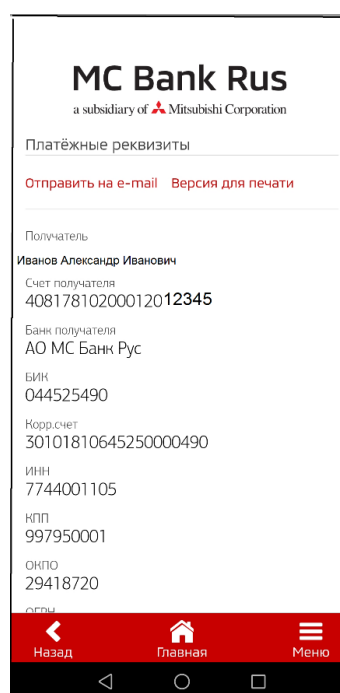 MC Bank Rus
a subsidiary of Mitsubishi Corporation
Платёжные реквизиты
Отправить на e-mail Версия для печати
Получатель
Иванов Александр Иванович
Счет получателя
40817810200012012345
Банк получателя
АО МС Банк Рус
БИК
044525490
Корр.счет
30101810645250000490
ИНН
7744001105
КПП
997950001
ОКПО
29418720
ОГРН
Назад Главная Меню